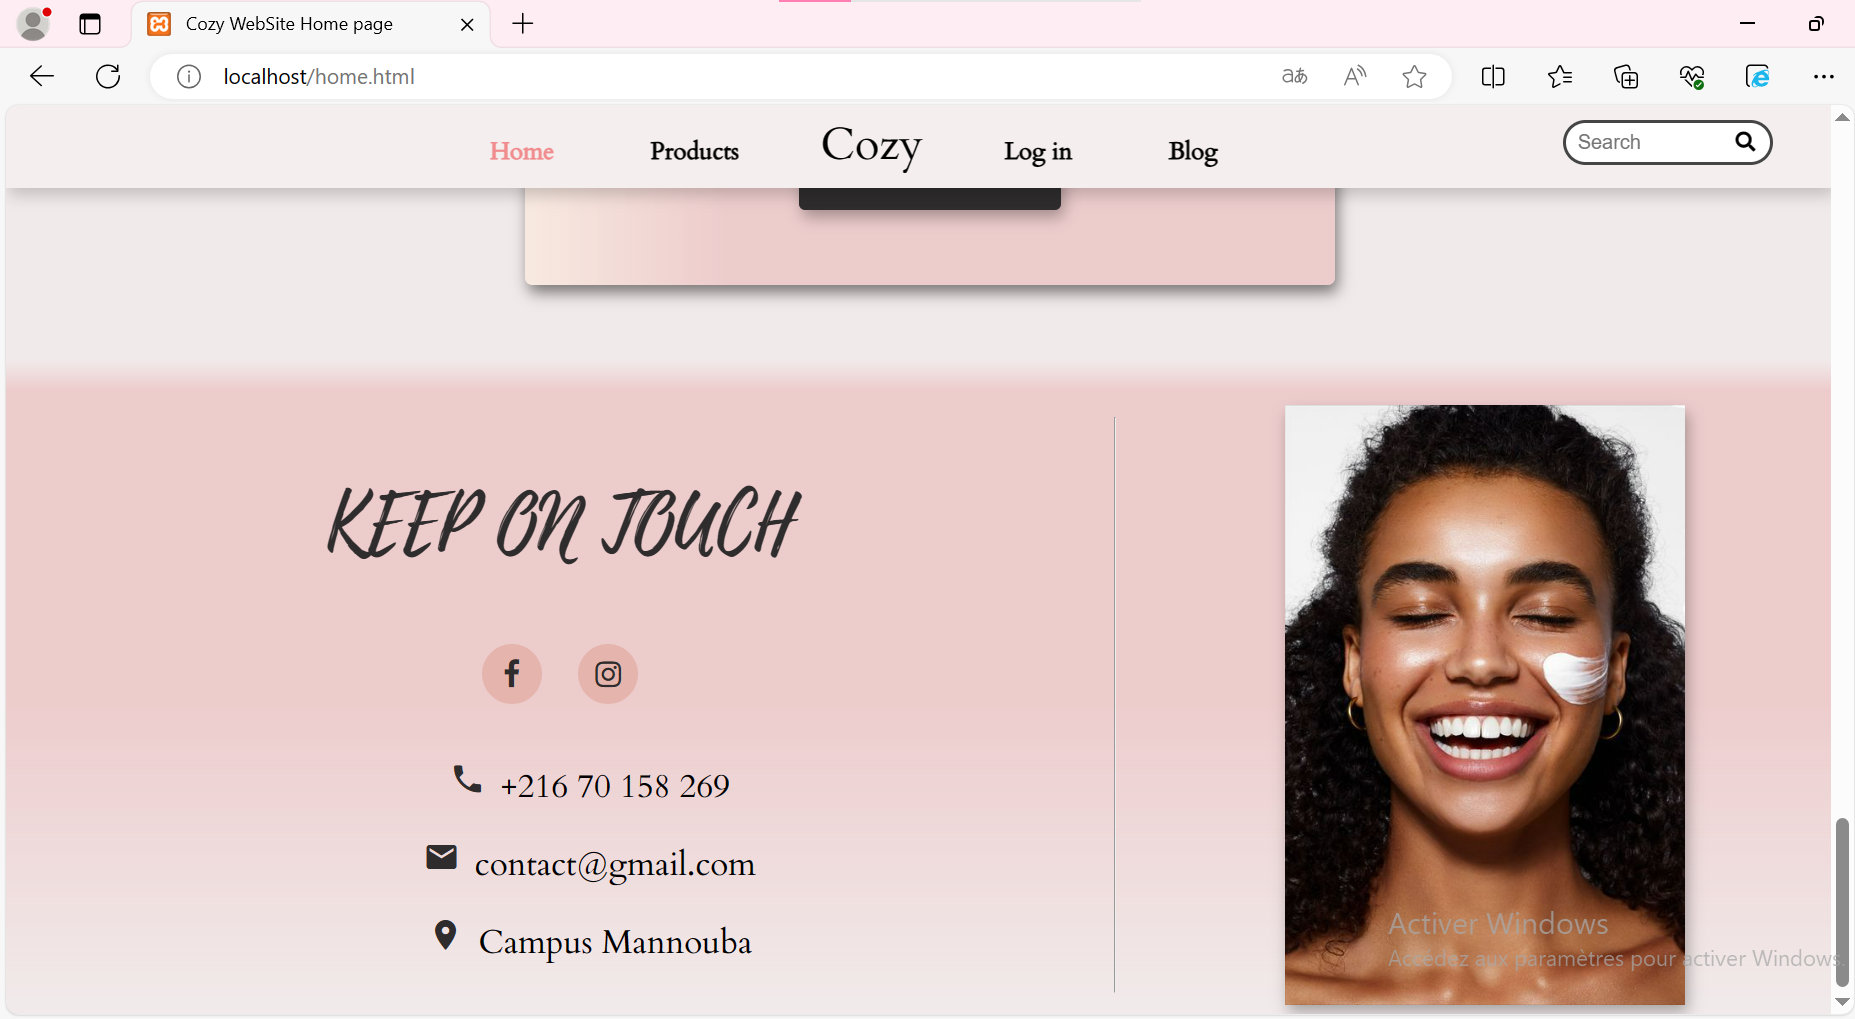 Cozy WebSite Home page
localhost/home.html
Home Products Cozy Log in Blog Search
KEEP ON TOUCH
+216 70 158 269
contact@gmail.com
Campus Mannouba
Activer Windows
Accédez aux paramètres pour activer Windows.